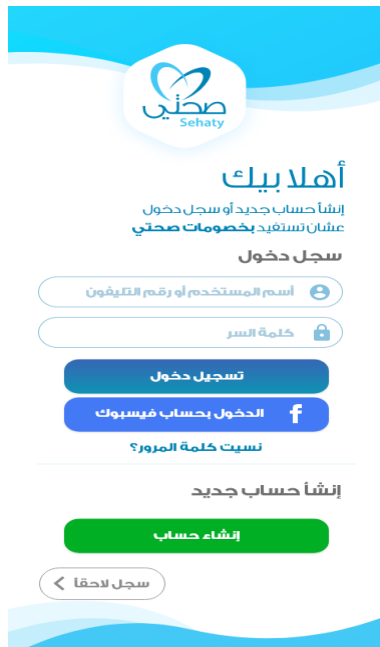 صحتي
Sehaty
أهلا بيك
إنشأ حساب جديد أو سجل دخول
عشان تستفيد بخصومات صحتي
سجل دخول
أسم المستخدم أو رقم التليفون
كلمة السر
تسجيل دخول
الدخول بحساب فيسبوك
نسيت كلمة المرور؟
إنشأ حساب جديد
إنشاء حساب
سجل لاحقاً